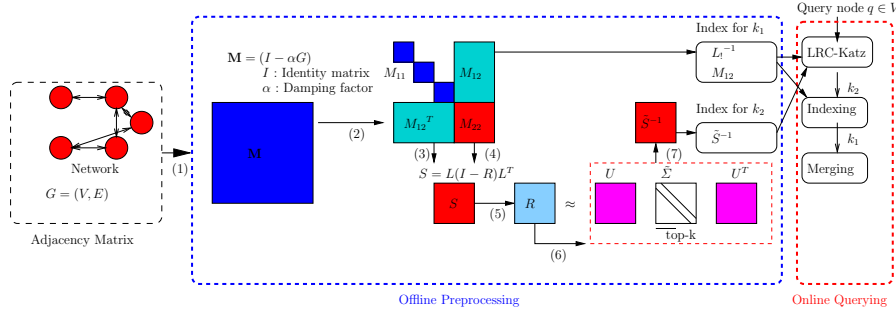 Query node q ∈ V
Index for k₁
M = (I − αG)
I : Identity matrix
α : Damping factor
M₁₁
M₁₂
L₁⁻¹
M₁₂
LRC-Katz
k₂
Network
G = (V, E)
(1)
M
(2)
M₁₂ᵀ
M₂₂
S̃⁻¹
Index for k₂
S̃⁻¹
Indexing
k₁
(3)
(4)
(7)
S = L(I − R)Lᵀ
U
Σ̃
Uᵀ
Merging
S
(5)
R
≈
top-k
(6)
Adjacency Matrix
Offline Preprocessing
Online Querying